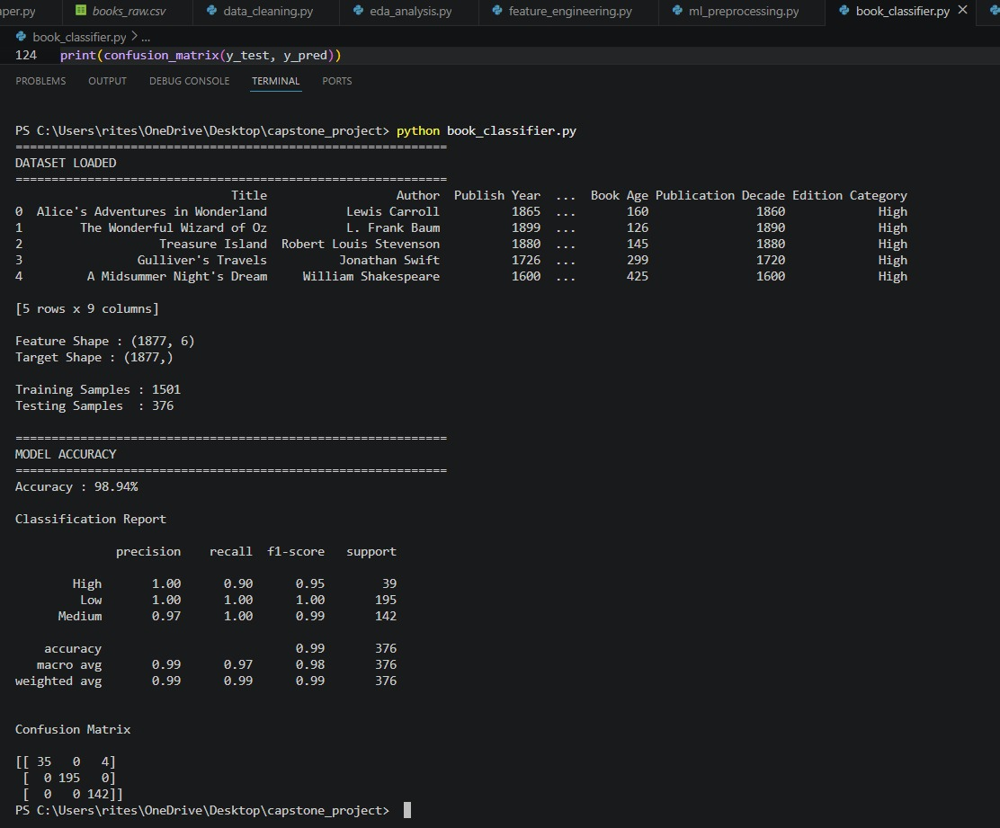 aper.py books_raw.csv data_cleaning.py eda_analysis.py feature_engineering.py ml_preprocessing.py book_classifier.py
book_classifier.py > ...
124 print(confusion_matrix(y_test, y_pred))
PROBLEMS OUTPUT DEBUG CONSOLE TERMINAL PORTS
PS C:\Users\rites\OneDrive\Desktop\capstone_project> python book_classifier.py
============================================================
DATASET LOADED
============================================================
Title Author Publish Year ... Book Age Publication Decade Edition Category
0 Alice's Adventures in Wonderland Lewis Carroll 1865 ... 160 1860 High
1 The Wonderful Wizard of Oz L. Frank Baum 1899 ... 126 1890 High
2 Treasure Island Robert Louis Stevenson 1880 ... 145 1880 High
3 Gulliver's Travels Jonathan Swift 1726 ... 299 1720 High
4 A Midsummer Night's Dream William Shakespeare 1600 ... 425 1600 High
[5 rows x 9 columns]
Feature Shape : (1877, 6)
Target Shape : (1877,)
Training Samples : 1501
Testing Samples : 376
============================================================
MODEL ACCURACY
============================================================
Accuracy : 98.94%
Classification Report
precision recall f1-score support
High 1.00 0.90 0.95 39
Low 1.00 1.00 1.00 195
Medium 0.97 1.00 0.99 142
accuracy 0.99 376
macro avg 0.99 0.97 0.98 376
weighted avg 0.99 0.99 0.99 376
Confusion Matrix
[[ 35 0 4]
[ 0 195 0]
[ 0 0 142]]
PS C:\Users\rites\OneDrive\Desktop\capstone_project>